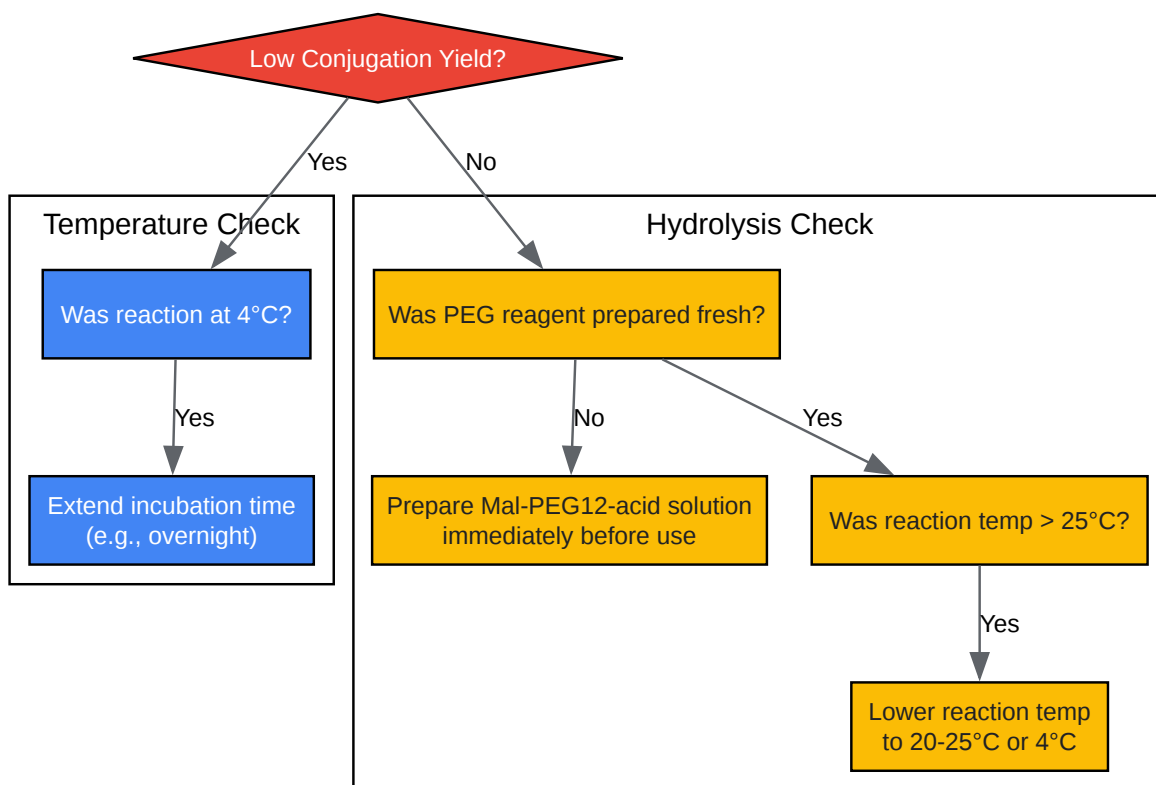 Low Conjugation Yield?
Yes
No
Temperature Check
Hydrolysis Check
Was reaction at 4°C?
Was PEG reagent prepared fresh?
Yes
No
Yes
Extend incubation time
(e.g., overnight)
Prepare Mal-PEG12-acid solution
immediately before use
Was reaction temp > 25°C?
Yes
Lower reaction temp
to 20-25°C or 4°C